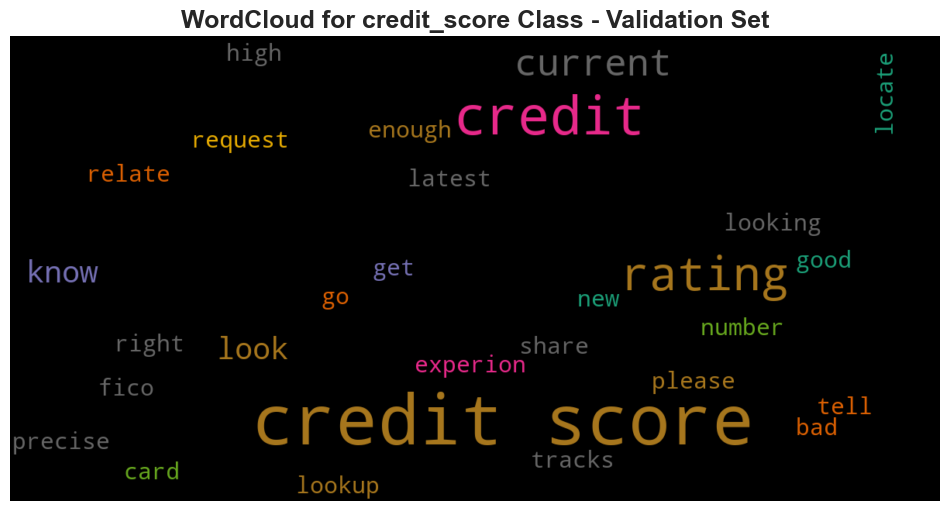 WordCloud for credit_score Class - Validation Set
high
current
locate
credit
enough
request
relate
latest
looking
know
get
rating
good
go
new
number
right
look
share
experion
fico
please
credit score
tell
bad
precise
tracks
card
lookup